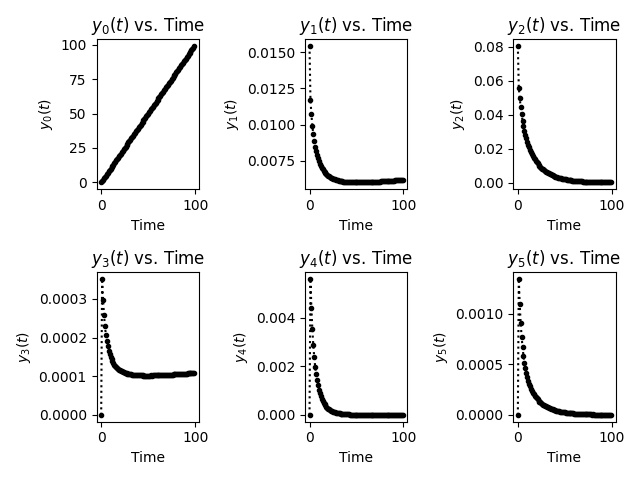 y₀(t) vs. Time
y₁(t) vs. Time
y₂(t) vs. Time
100
75
50
25
0
y₀(t)
0
100
Time
0.0150
0.0125
0.0100
0.0075
y₁(t)
0
100
Time
0.08
0.06
0.04
0.02
0.00
y₂(t)
0
100
Time
y₃(t) vs. Time
y₄(t) vs. Time
y₅(t) vs. Time
0.0003
0.0002
0.0001
0.0000
y₃(t)
0
100
Time
0.004
0.002
0.000
y₄(t)
0
100
Time
0.0010
0.0005
0.0000
y₅(t)
0
100
Time